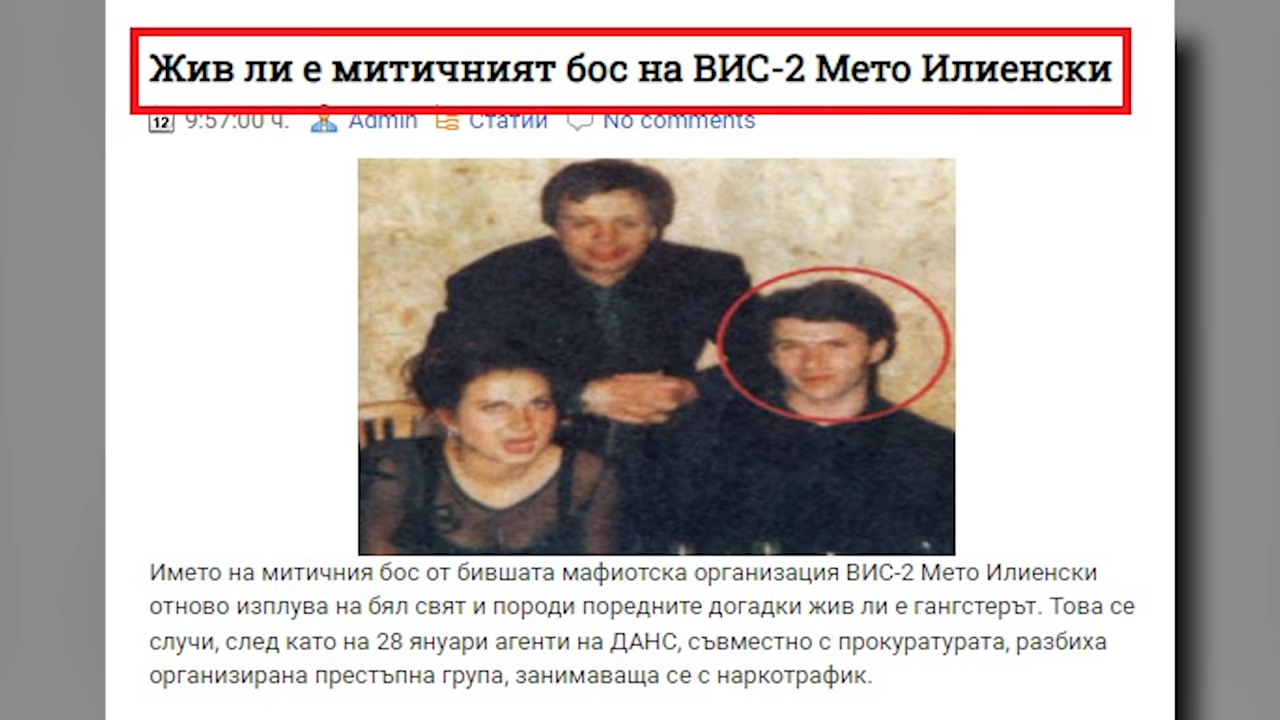 Жив ли е митичният бос на ВИС-2 Мето Илиенски
12 9:57:00 ч. Admin Статии No comments
Името на митичния бос от бившата мафиотска организация ВИС-2 Мето Илиенски
отново изплува на бял свят и породи поредните догадки жив ли е гангстерът. Това се
случи, след като на 28 януари агенти на ДАНС, съвместно с прокуратурата, разбиха
организирана престъпна група, занимаваща се с наркотрафик.